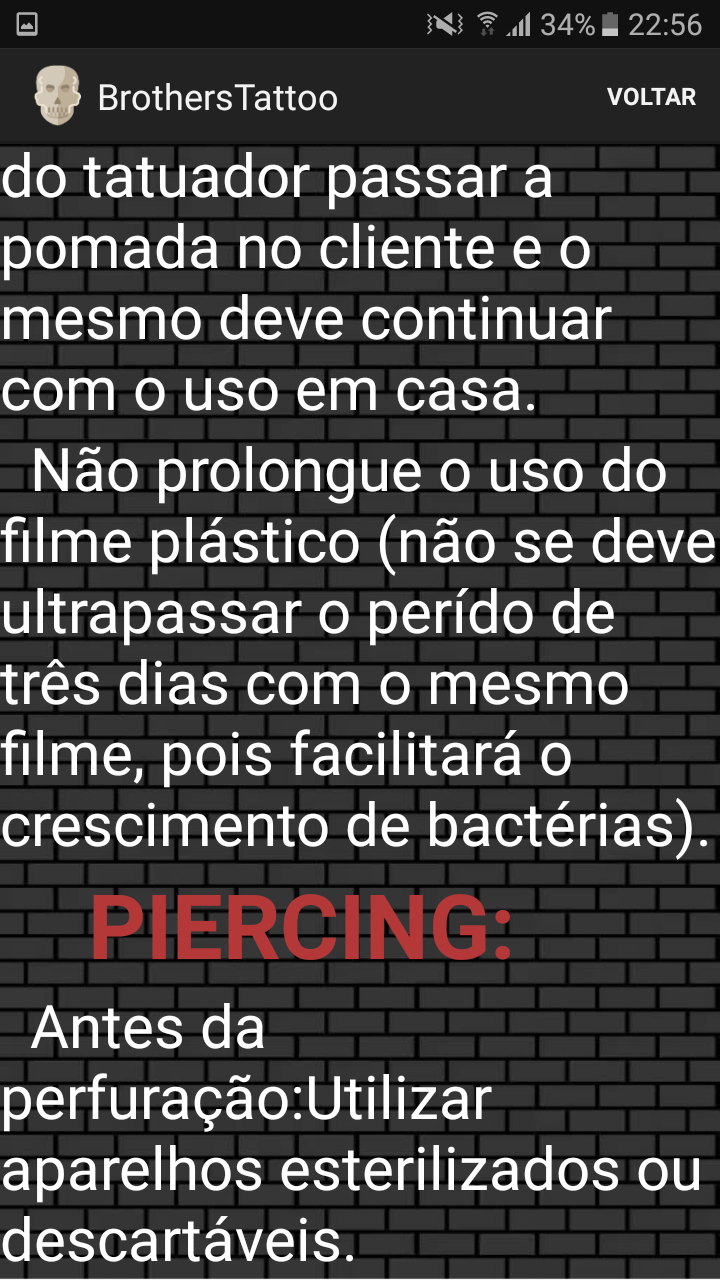 34% 22:56
BrothersTattoo VOLTAR
do tatuador passar a
pomada no cliente e o
mesmo deve continuar
com o uso em casa.
Não prolongue o uso do
filme plástico (não se deve
ultrapassar o perído de
três dias com o mesmo
filme, pois facilitará o
crescimento de bactérias).
PIERCING:
Antes da
perfuração:Utilizar
aparelhos esterilizados ou
descartáveis.